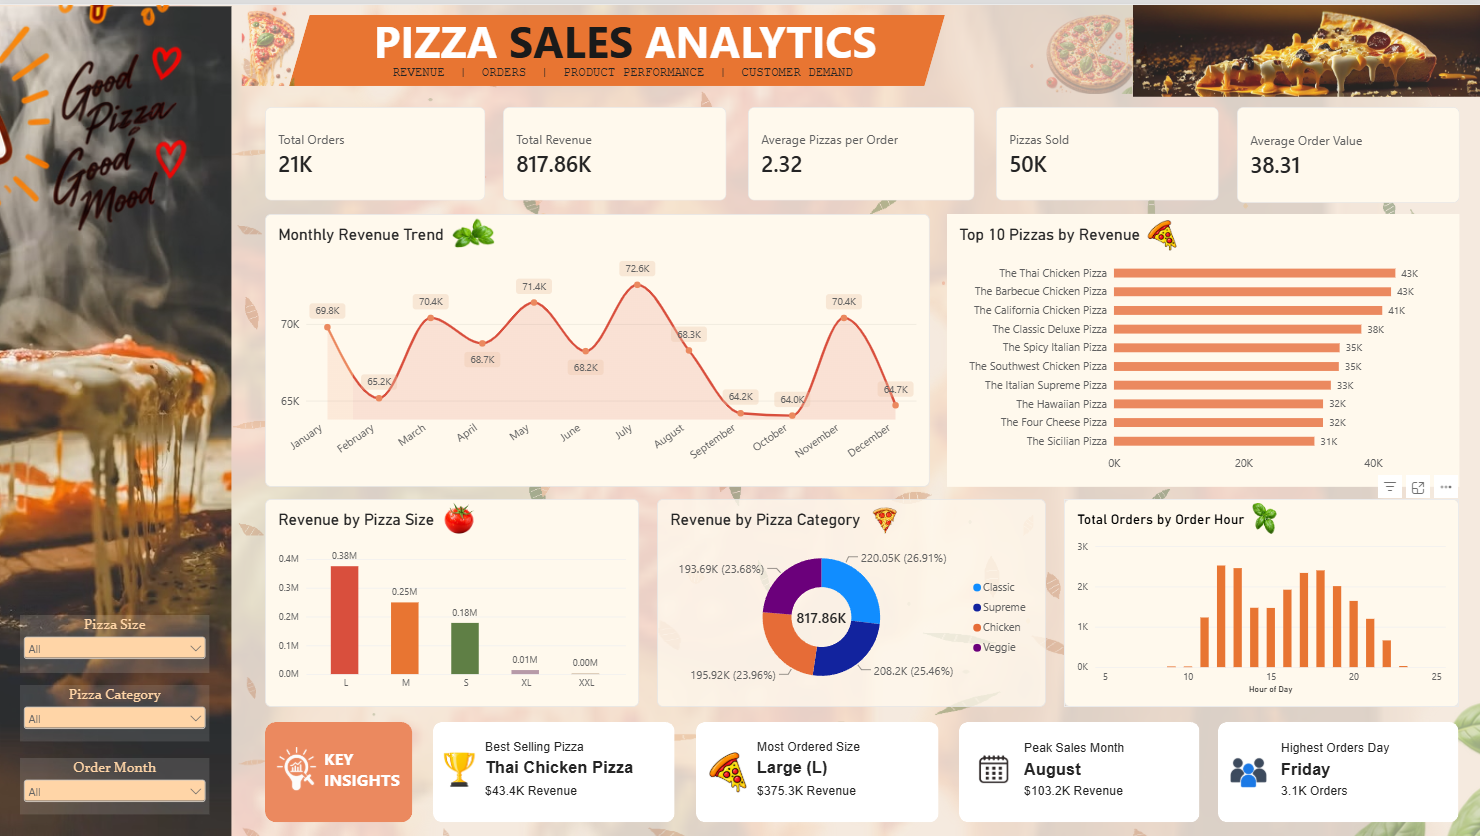 Good
Pizza
Good
Mood
PIZZA SALES ANALYTICS
REVENUE | ORDERS | PRODUCT PERFORMANCE | CUSTOMER DEMAND
Total Orders
21K
Total Revenue
817.86K
Average Pizzas per Order
2.32
Pizzas Sold
50K
Average Order Value
38.31
Monthly Revenue Trend
72.6K
71.4K
69.8K
70.4K
70.4K
70K
68.3K
68.7K
68.2K
65.2K
64.7K
64.2K
64.0K
65K
January
February
March
April
May
June
July
August
September
October
November
December
Top 10 Pizzas by Revenue
The Thai Chicken Pizza 43K
The Barbecue Chicken Pizza 43K
The California Chicken Pizza 41K
The Classic Deluxe Pizza 38K
The Spicy Italian Pizza 35K
The Southwest Chicken Pizza 35K
The Italian Supreme Pizza 33K
The Hawaiian Pizza 32K
The Four Cheese Pizza 32K
The Sicilian Pizza 31K
0K 20K 40K
Revenue by Pizza Size
0.4M
0.3M
0.2M
0.1M
0.0M
0.38M
0.25M
0.18M
0.01M
0.00M
L M S XL XXL
Revenue by Pizza Category
220.05K (26.91%)
193.69K (23.68%)
817.86K
195.92K (23.96%)
208.2K (25.46%)
Classic
Supreme
Chicken
Veggie
Total Orders by Order Hour
3K
2K
1K
0K
5 10 15 20 25
Hour of Day
Pizza Size
All
Pizza Category
All
Order Month
All
KEY
INSIGHTS
Best Selling Pizza
Thai Chicken Pizza
$43.4K Revenue
Most Ordered Size
Large (L)
$375.3K Revenue
Peak Sales Month
August
$103.2K Revenue
Highest Orders Day
Friday
3.1K Orders